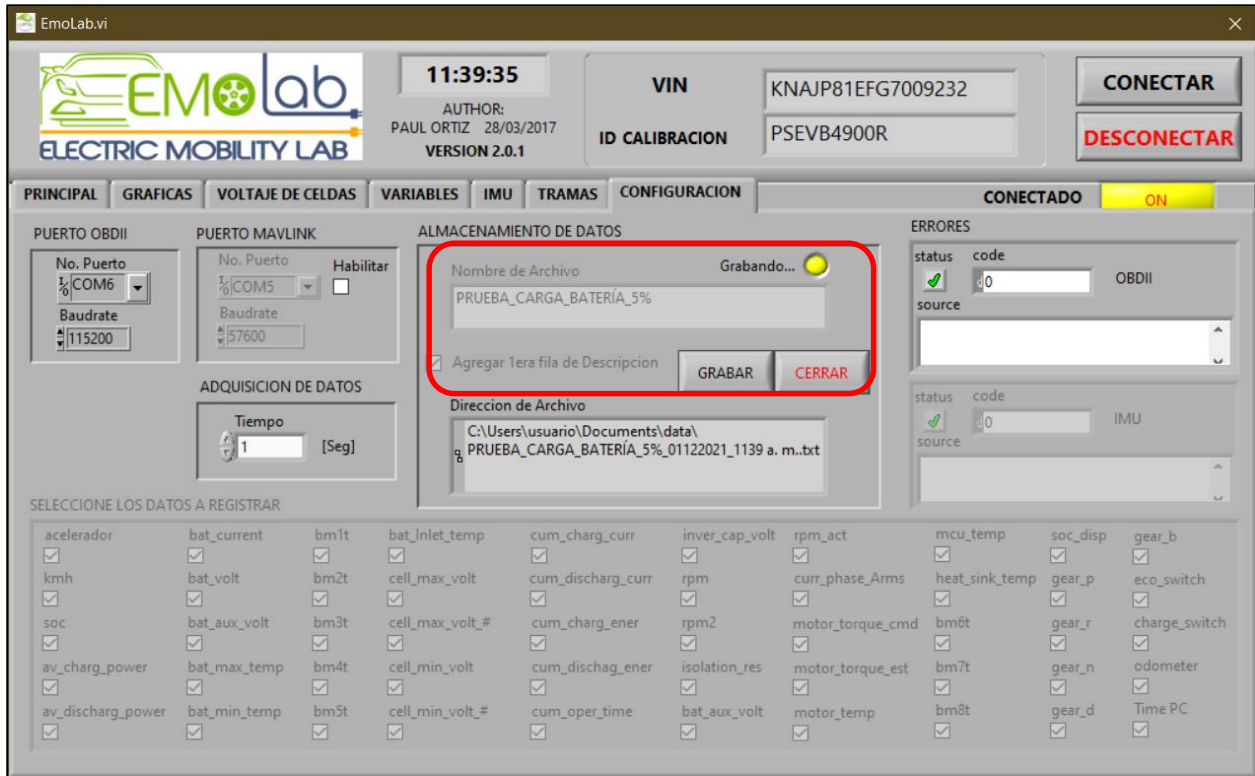 EmoLab.vi
EMOlab.
ELECTRIC MOBILITY LAB
11:39:35
AUTHOR:
PAUL ORTIZ 28/03/2017
VERSION 2.0.1
VIN
KNAJP81EFG7009232
ID CALIBRACION
PSEVB4900R
CONECTAR
DESCONECTAR
PRINCIPAL GRAFICAS VOLTAJE DE CELDAS VARIABLES IMU TRAMAS CONFIGURACION
CONECTADO ON
PUERTO OBDII
No. Puerto
COM6
Baudrate
115200
PUERTO MAVLINK
No. Puerto
COM5
Habilitar
Baudrate
57600
ADQUISICION DE DATOS
Tiempo
1 [Seg]
ALMACENAMIENTO DE DATOS
Nombre de Archivo
Grabando...
PRUEBA_CARGA_BATERÍA_5%
Agregar 1era fila de Descripcion
GRABAR
CERRAR
Direccion de Archivo
C:\Users\usuario\Documents\data\
PRUEBA_CARGA_BATERÍA_5%_01122021_1139 a. m..txt
ERRORES
status code
d0
OBDII
source
status code
d0
IMU
source
SELECCIONE LOS DATOS A REGISTRAR
acelerador bat_current bm1t bat_Inlet_temp cum_charg_curr inver_cap_volt rpm_act mcu_temp soc_disp gear_b
kmh bat_volt bm2t cell_max_volt cum_discharg_curr rpm curr_phase_Arms heat_sink_temp gear_p eco_switch
soc bat_aux_volt bm3t cell_max_volt_# cum_charg_ener rpm2 motor_torque_cmd bm6t gear_r charge_switch
av_charg_power bat_max_temp bm4t cell_min_volt cum_dischag_ener isolation_res motor_torque_est bm7t gear_n odometer
av_discharg_power bat_min_temp bm5t cell_min_volt_# cum_oper_time bat_aux_volt motor_temp bm8t gear_d Time PC